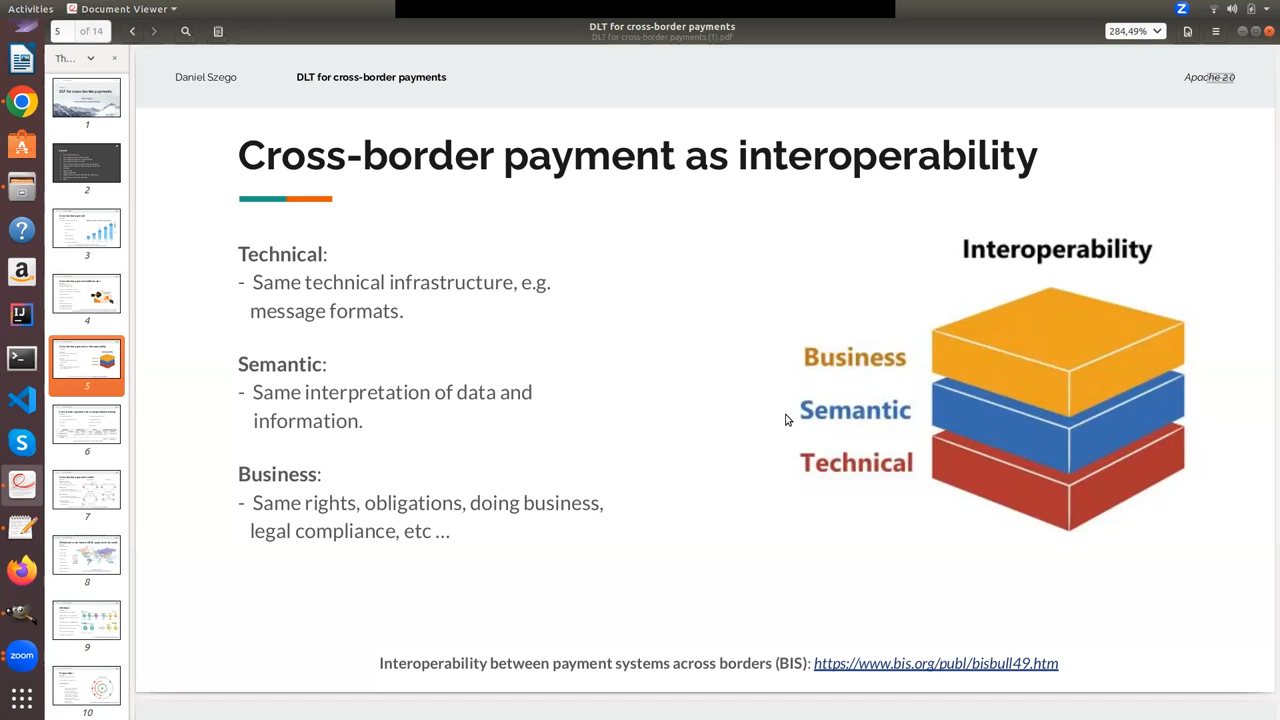 Activities
Document Viewer
Z
5 of 14
DLT for cross-border payments
DLT for cross-border payments (1).pdf
284,49%
Th...
Daniel Szego
DLT for cross-border payments
Apache 2.0
Cross-border payment as interoperability
Technical:
- Same technical infrastructure, e.g.
message formats.
Semantic:
- Same interpretation of data and
information.
Business:
- Same rights, obligations, doing business,
legal compliance, etc ...
Interoperability
Business
Semantic
Technical
Interoperability between payment systems across borders (BIS): https://www.bis.org/publ/bisbull49.htm
1
2
3
4
5
6
7
8
9
10
zoom